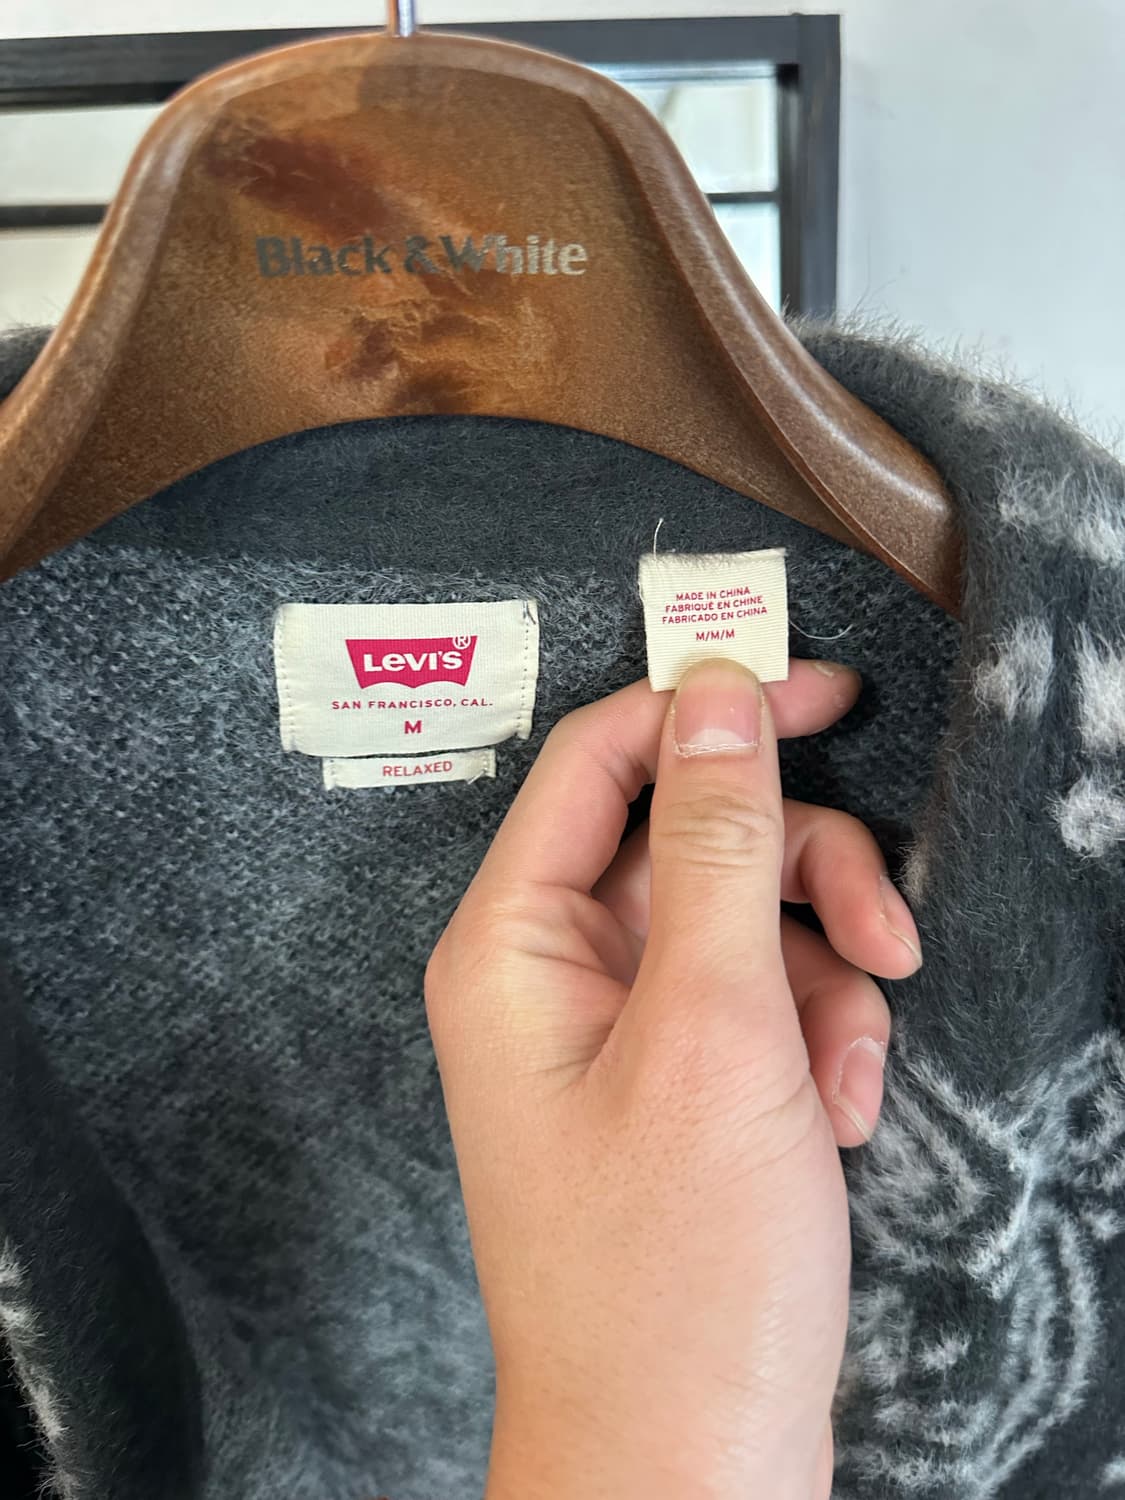 Black & White
LEVI'S®
SAN FRANCISCO, CAL.
M
RELAXED
MADE IN CHINA
FABRIQUÉ EN CHINE
FABRICADO EN CHINA
M/M/M